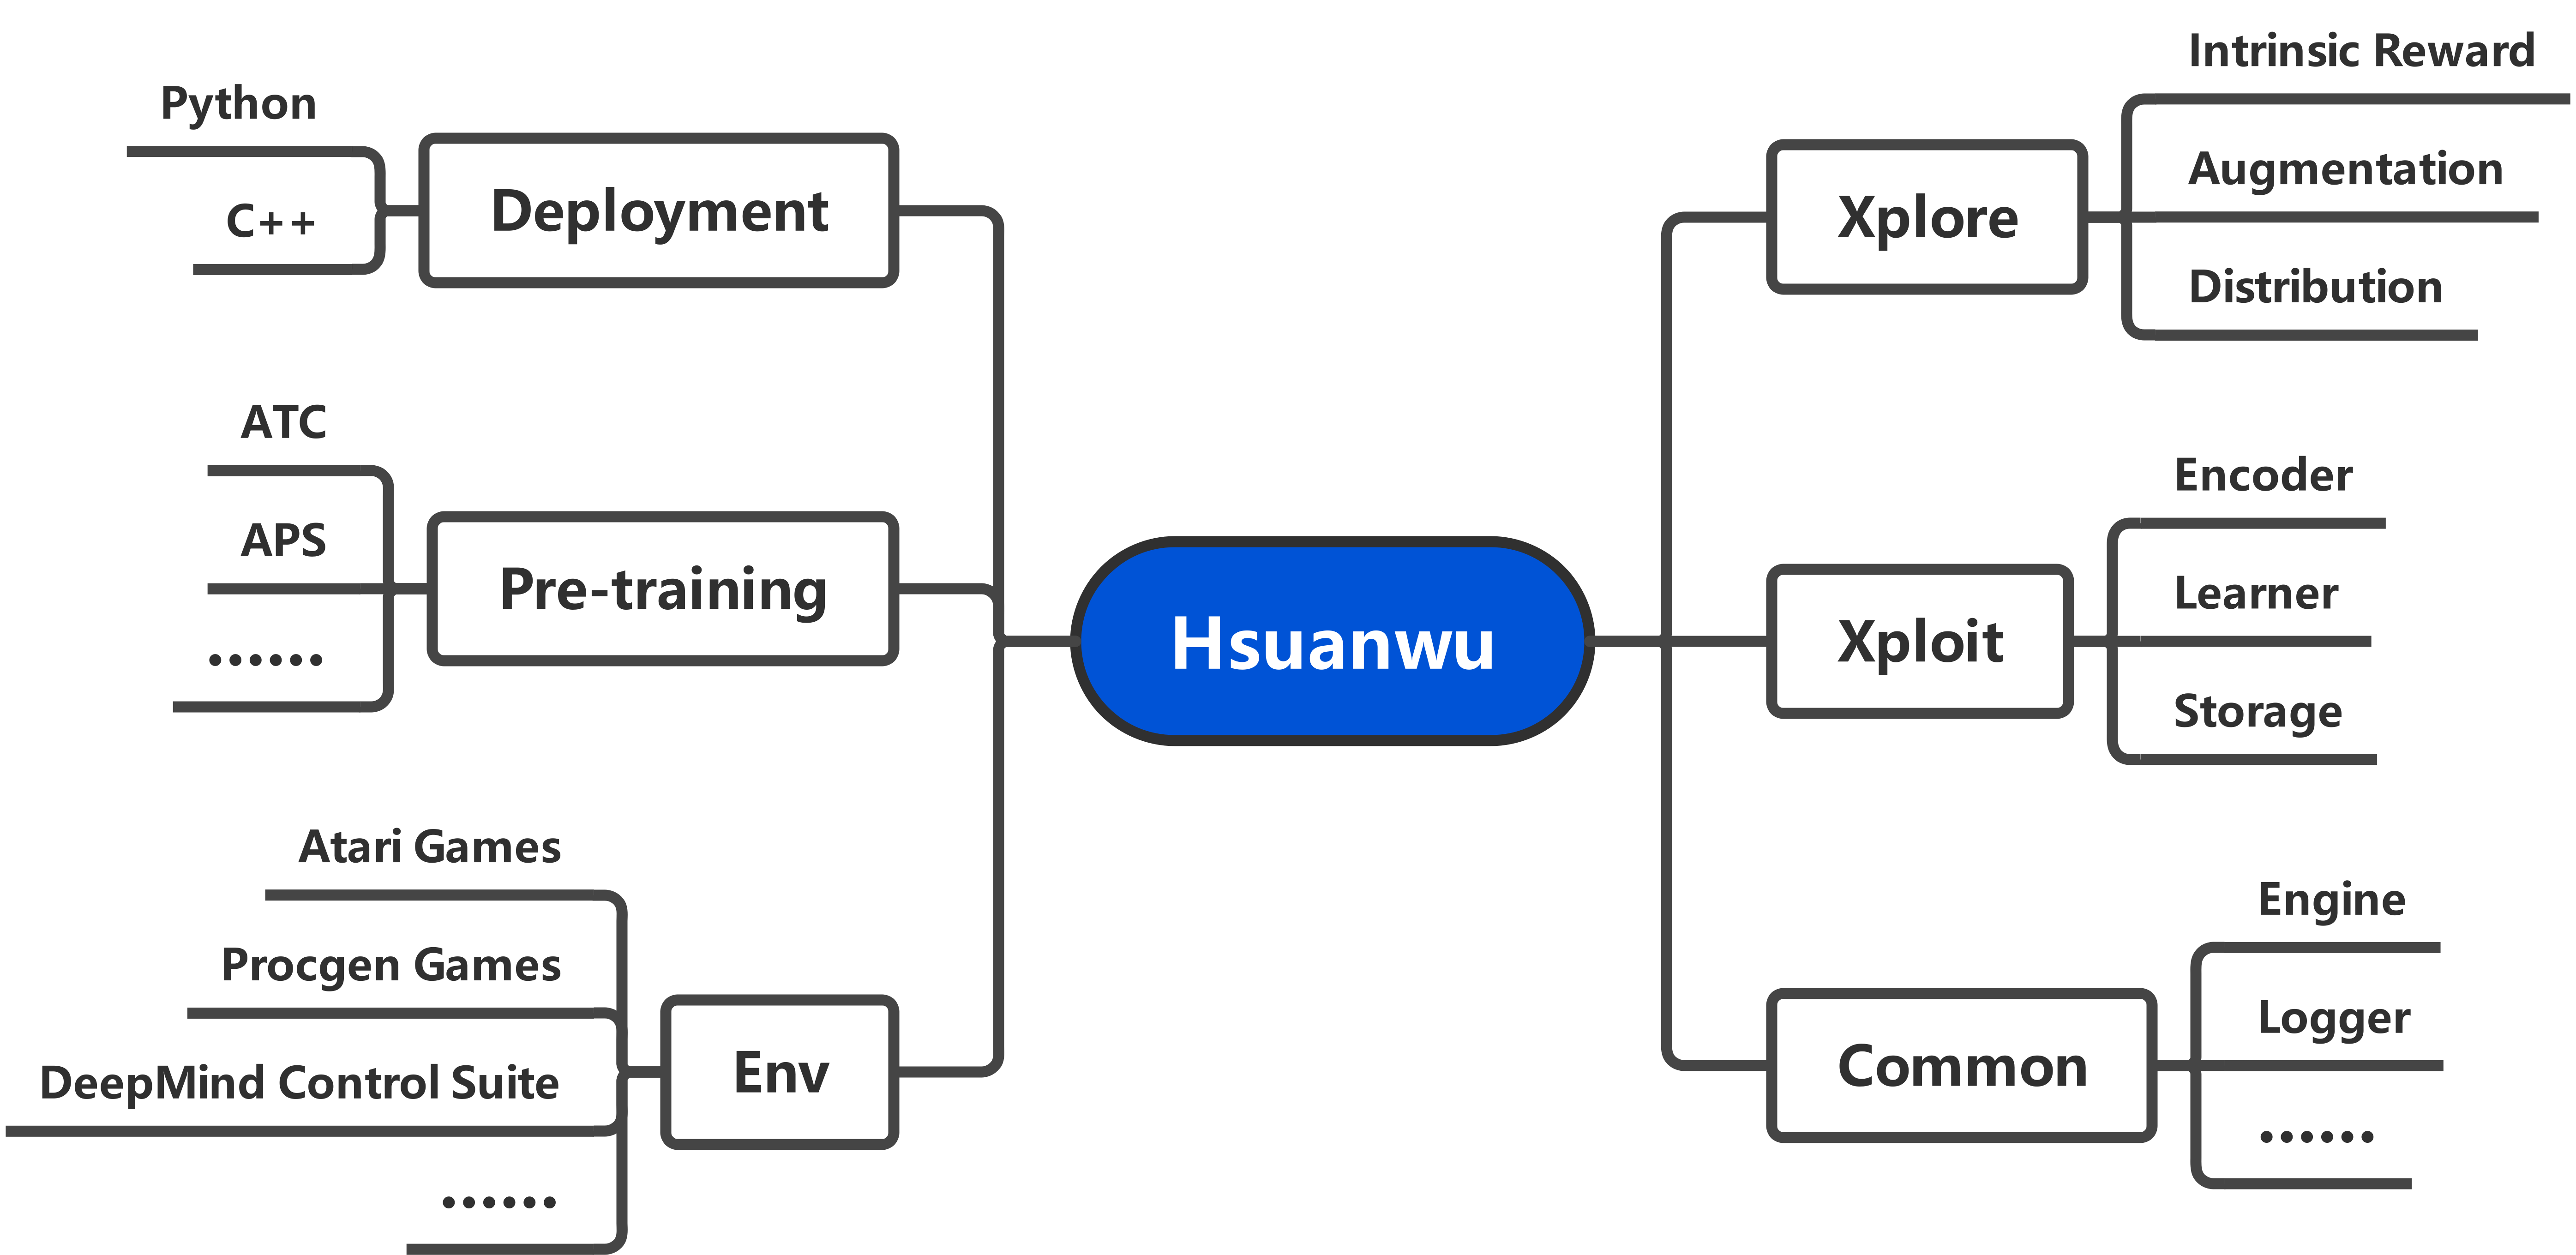 Python
C++
Deployment
ATC
APS
......
Pre-training
Atari Games
Procgen Games
DeepMind Control Suite
......
Env
Hsuanwu
Xplore
Intrinsic Reward
Augmentation
Distribution
Xploit
Encoder
Learner
Storage
Common
Engine
Logger
......